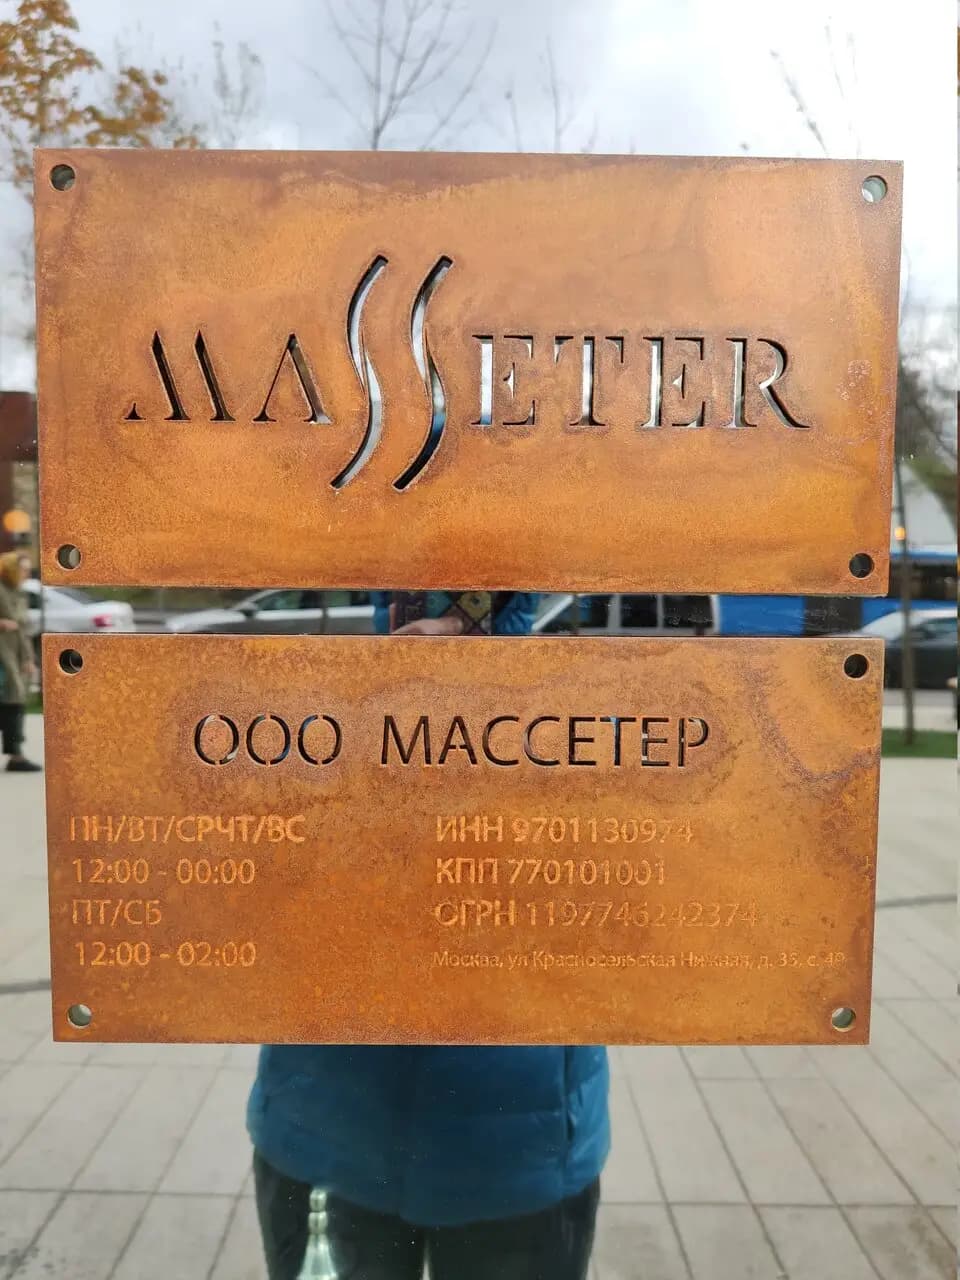 MASSETER
ООО МАССЕТЕР
ПН/ВТ/СРЧТ/ВС
12:00 - 00:00
ПТ/СБ
12:00 - 02:00
ИНН 9701130974
КПП 770101001
ОГРН 1197746242374
Москва, ул Красносельская Нижняя, д. 35, с.